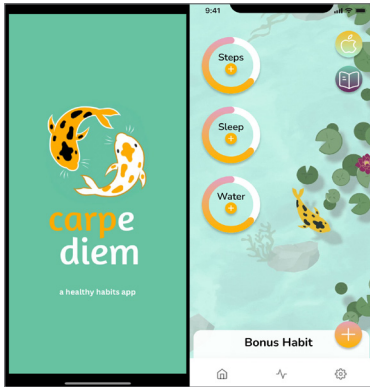 carpe
diem
a healthy habits app
9:41
Steps
Sleep
Water
Bonus Habit